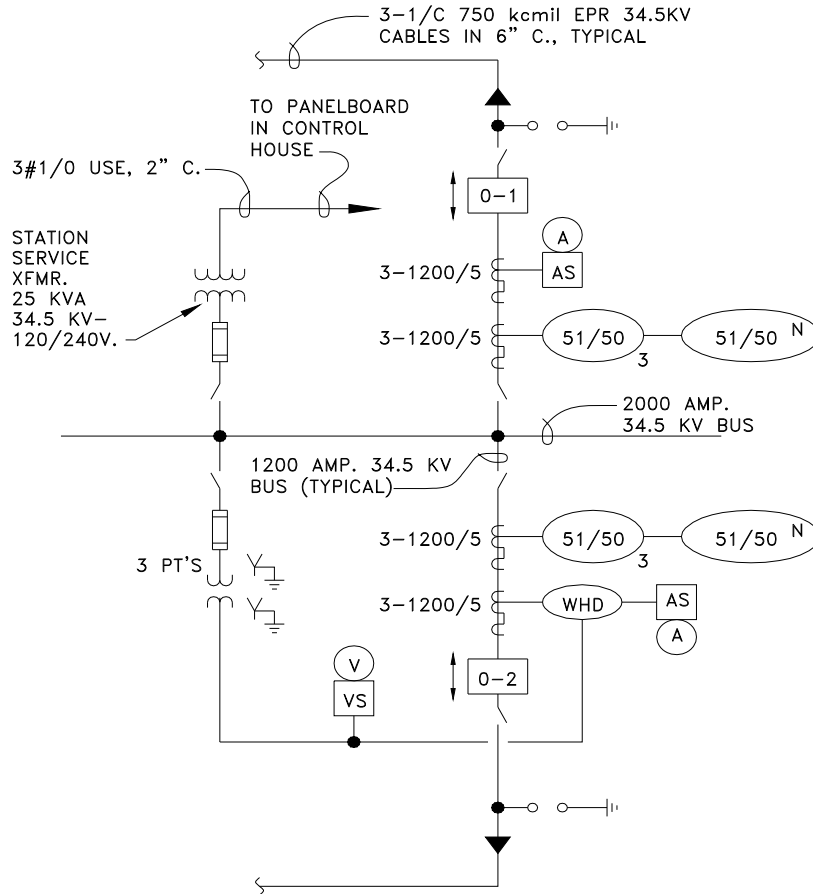 3-1/C 750 kcmil EPR 34.5KV
CABLES IN 6" C., TYPICAL
TO PANELBOARD
IN CONTROL
HOUSE
3#1/0 USE, 2" C.
0-1
STATION
SERVICE
XFMR.
25 KVA
34.5 KV-
120/240V.
A
3-1200/5
AS
3-1200/5
51/50
3
51/50 N
2000 AMP.
34.5 KV BUS
1200 AMP. 34.5 KV
BUS (TYPICAL)
3-1200/5
51/50
3
51/50 N
3 PT'S
3-1200/5
WHD
AS
A
V
VS
0-2